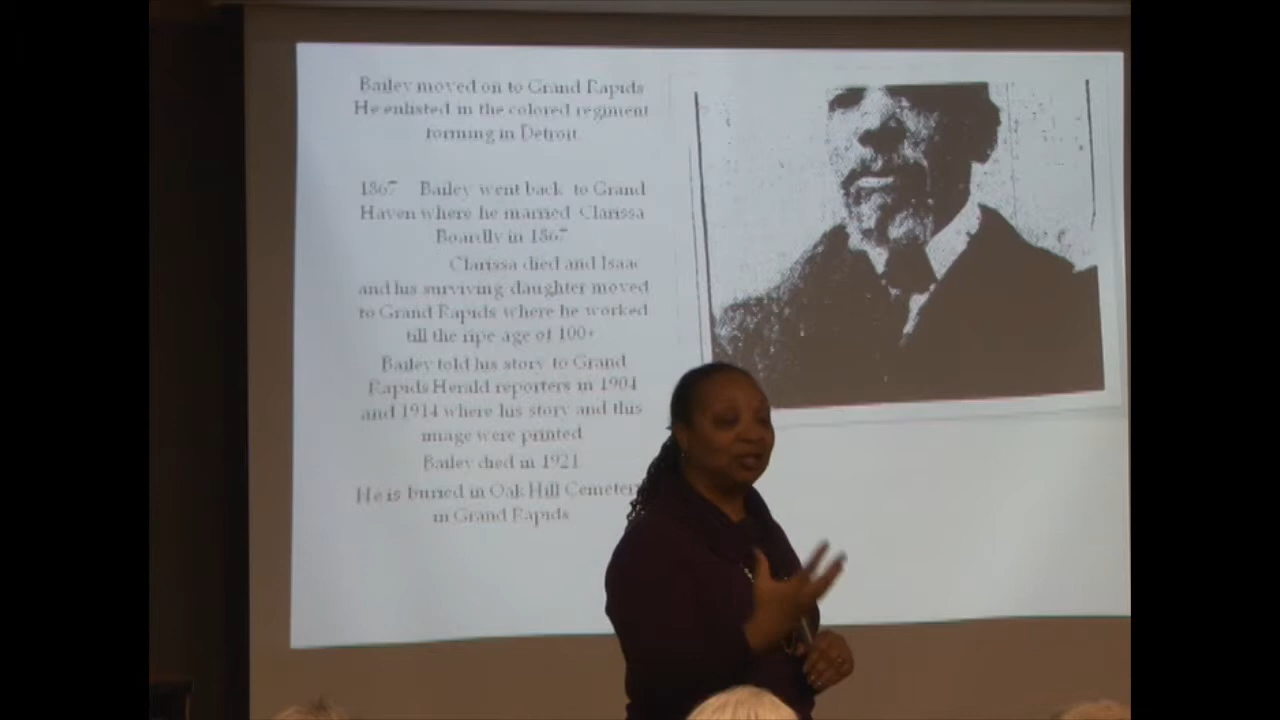 Bailey moved on to Grand Rapids
He enlisted in the colored regiment
forming in Detroit.
1867 Bailey went back to Grand
Haven where he married Clarissa
Boardly in 1867
Clarissa died and Isaac
and his surviving daughter moved
to Grand Rapids where he worked
till the ripe age of 100+
Bailey told his story to Grand
Rapids Herald reporters in 1904
and 1914 where his story and this
image were printed
Bailey died in 1921
He is buried in Oak Hill Cemetery
in Grand Rapids